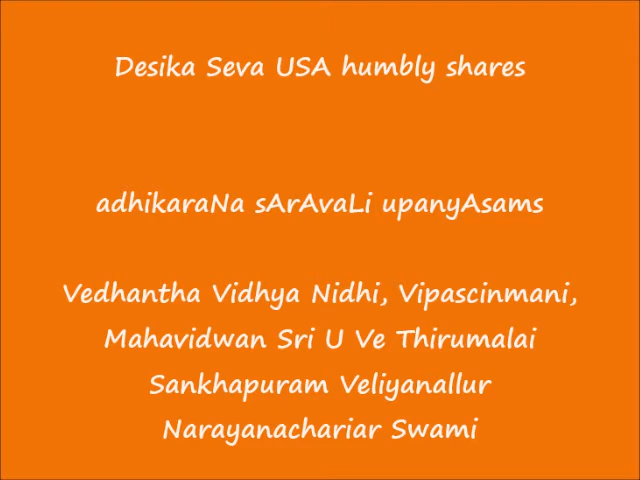 Desika Seva USA humbly shares
adhikaraNa sArAvaLi upanyAsams
Vedhantha Vidhya Nidhi, Vipascinmani,
Mahavidwan Sri U Ve Thirumalai
Sankhapuram Veliyanallur
Narayanachariar Swami